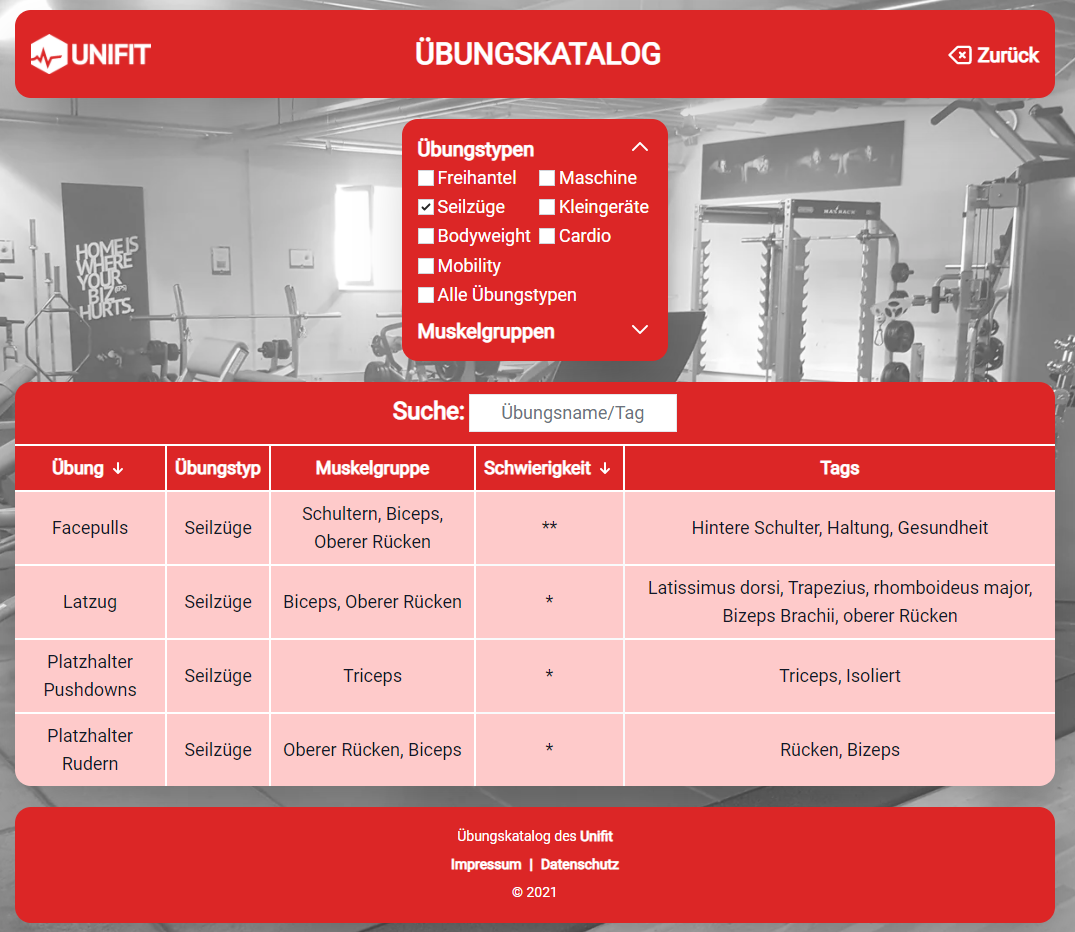 UNIFIT
ÜBUNGSKATALOG
Zurück
Übungstypen
Freihantel Maschine
Seilzüge Kleingeräte
Bodyweight Cardio
Mobility
Alle Übungstypen
Muskelgruppen
HOME IS
WHERE
YOUR
BIZEPS
HURTS.
Suche: Übungsname/Tag
Übung ↓ Übungstyp Muskelgruppe Schwierigkeit ↓ Tags
Facepulls Seilzüge Schultern, Biceps, Oberer Rücken ** Hintere Schulter, Haltung, Gesundheit
Latzug Seilzüge Biceps, Oberer Rücken * Latissimus dorsi, Trapezius, rhomboideus major, Bizeps Brachii, oberer Rücken
Platzhalter Pushdowns Seilzüge Triceps * Triceps, Isoliert
Platzhalter Rudern Seilzüge Oberer Rücken, Biceps * Rücken, Bizeps
Übungskatalog des Unifit
Impressum | Datenschutz
© 2021